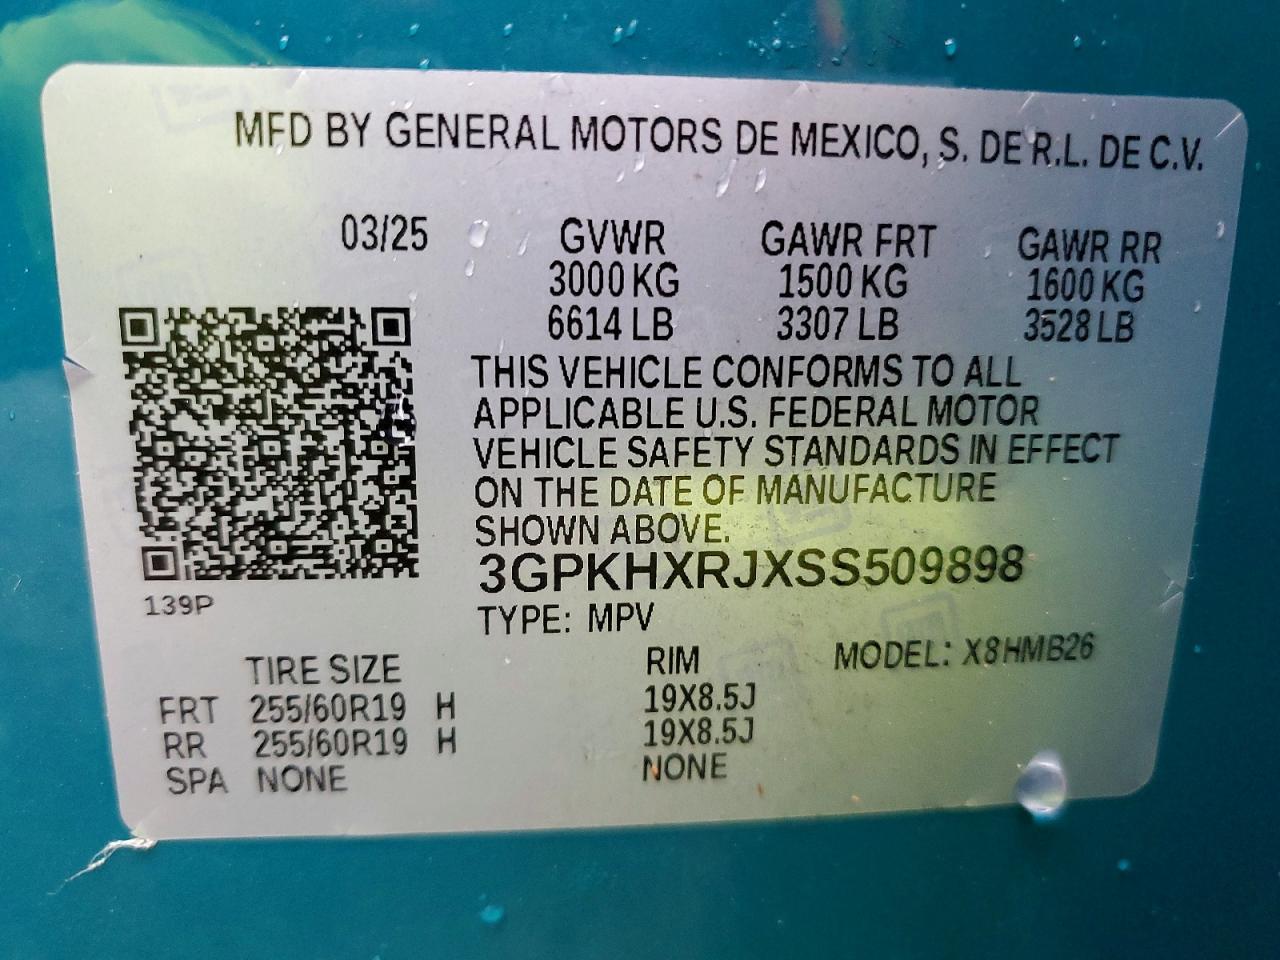 MFD BY GENERAL MOTORS DE MEXICO, S. DE R.L. DE C.V.
03/25 GVWR GAWR FRT GAWR RR
3000 KG 1500 KG 1600 KG
6614 LB 3307 LB 3528 LB
THIS VEHICLE CONFORMS TO ALL
APPLICABLE U.S. FEDERAL MOTOR
VEHICLE SAFETY STANDARDS IN EFFECT
ON THE DATE OF MANUFACTURE
SHOWN ABOVE.
3GPKHXRJXSS509898
139P
TYPE: MPV
TIRE SIZE RIM MODEL: X8HMB26
FRT 255/60R19 H 19X8.5J
RR 255/60R19 H 19X8.5J
SPA NONE NONE